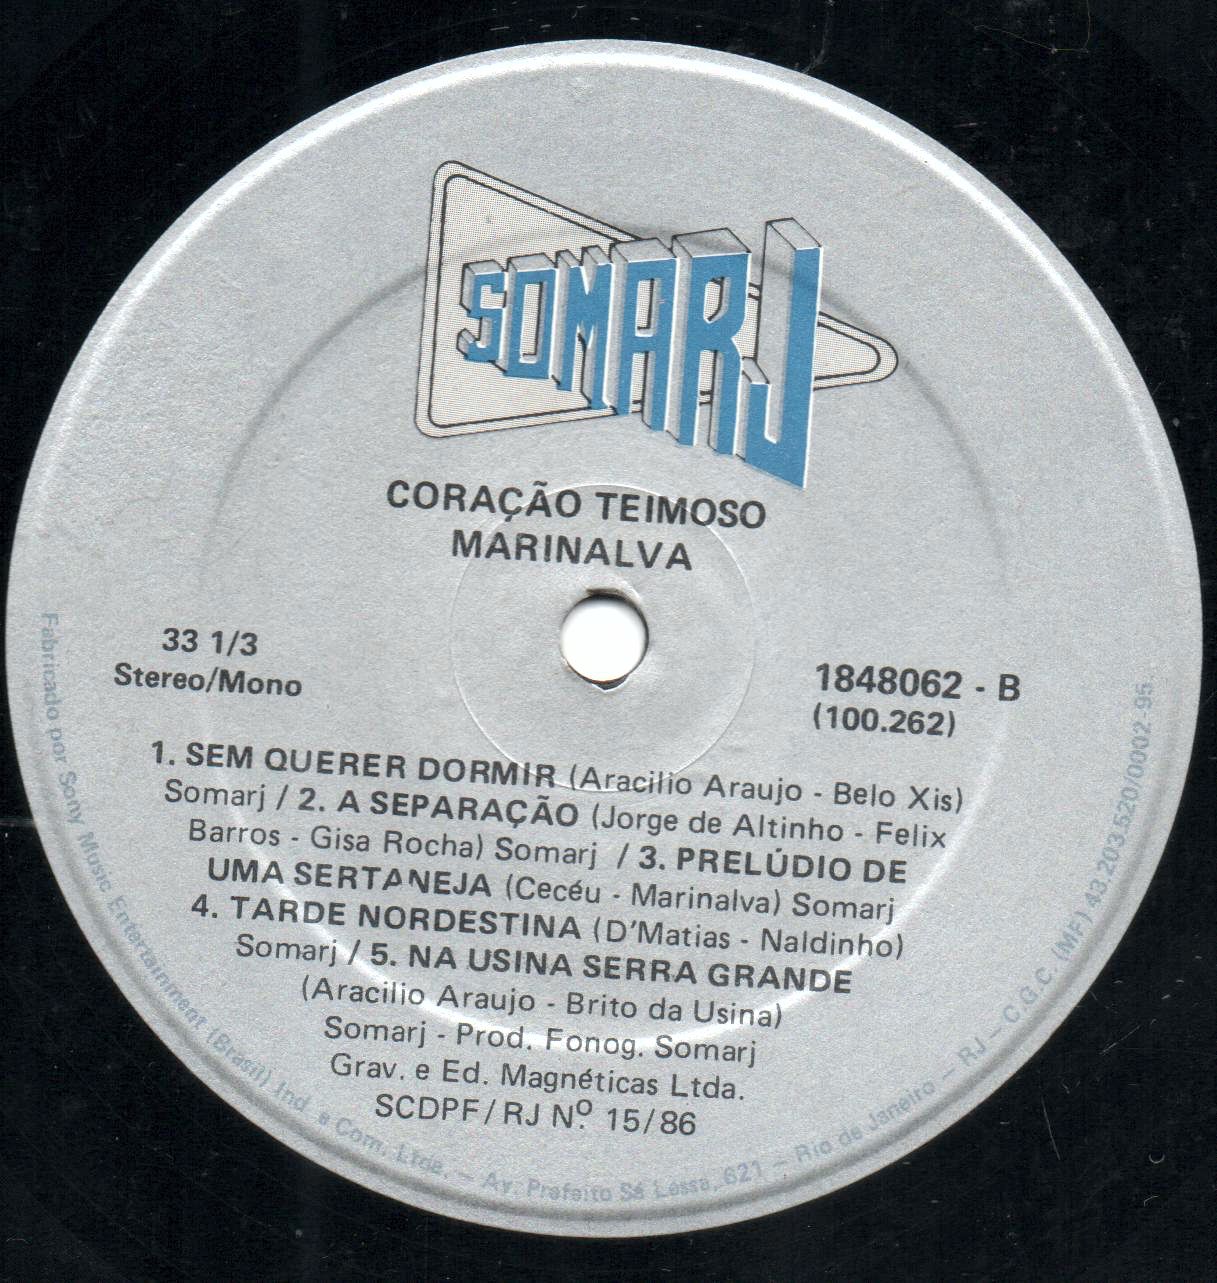 SOMARJ
CORAÇÃO TEIMOSO
MARINALVA
33 1/3
Stereo/Mono
1848062 - B
(100.262)
1. SEM QUERER DORMIR (Aracilio Araujo - Belo Xis)
Somarj / 2. A SEPARAÇÃO (Jorge de Altinho - Felix
Barros - Gisa Rocha) Somarj / 3. PRELÚDIO DE
UMA SERTANEJA (Cecéu - Marinalva) Somarj
4. TARDE NORDESTINA (D'Matias - Naldinho)
Somarj / 5. NA USINA SERRA GRANDE
(Aracilio Araujo - Brito da Usina)
Somarj - Prod. Fonog. Somarj
Grav. e Ed. Magnéticas Ltda.
SCDPF/RJ Nº 15/86
Fabricado por Sony Music Entertainment (Brasil) Ind. e Com. Ltda. – Av. Prefeito Sá Lessa, 621 – Rio de Janeiro – RJ – C.G.C. (MF) 43.203.520/0002-95.